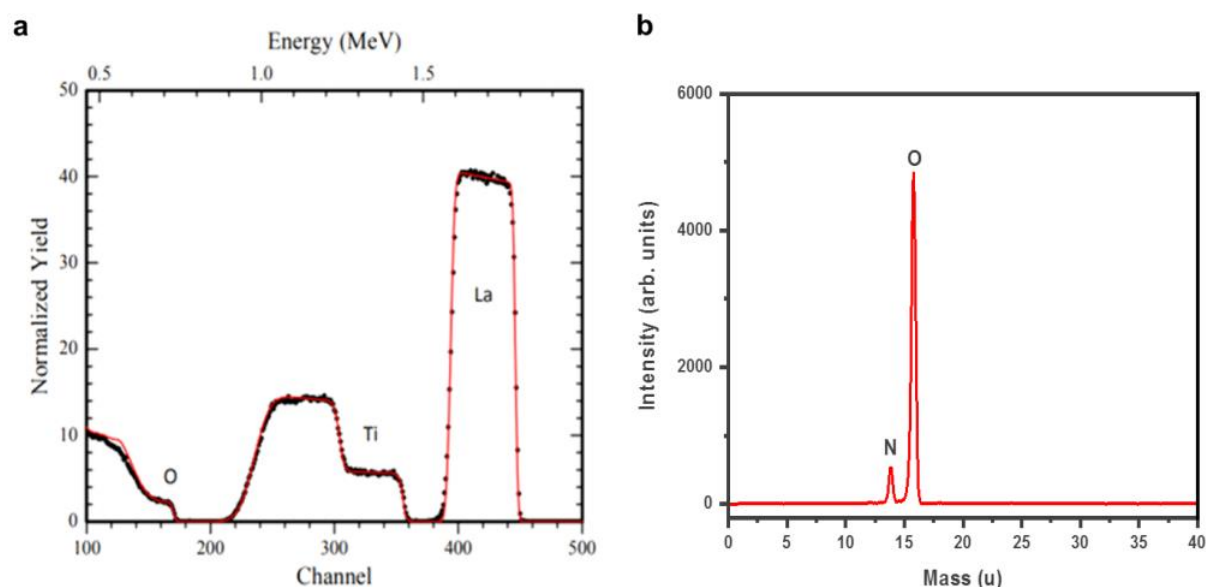 a
Energy (MeV)
0.5 1.0 1.5
50
40
30
20
10
0
Normalized Yield
O
Ti
La
100 200 300 400 500
Channel
b
6000
4000
2000
0
Intensity (arb. units)
N
O
0 5 10 15 20 25 30 35 40
Mass (u)